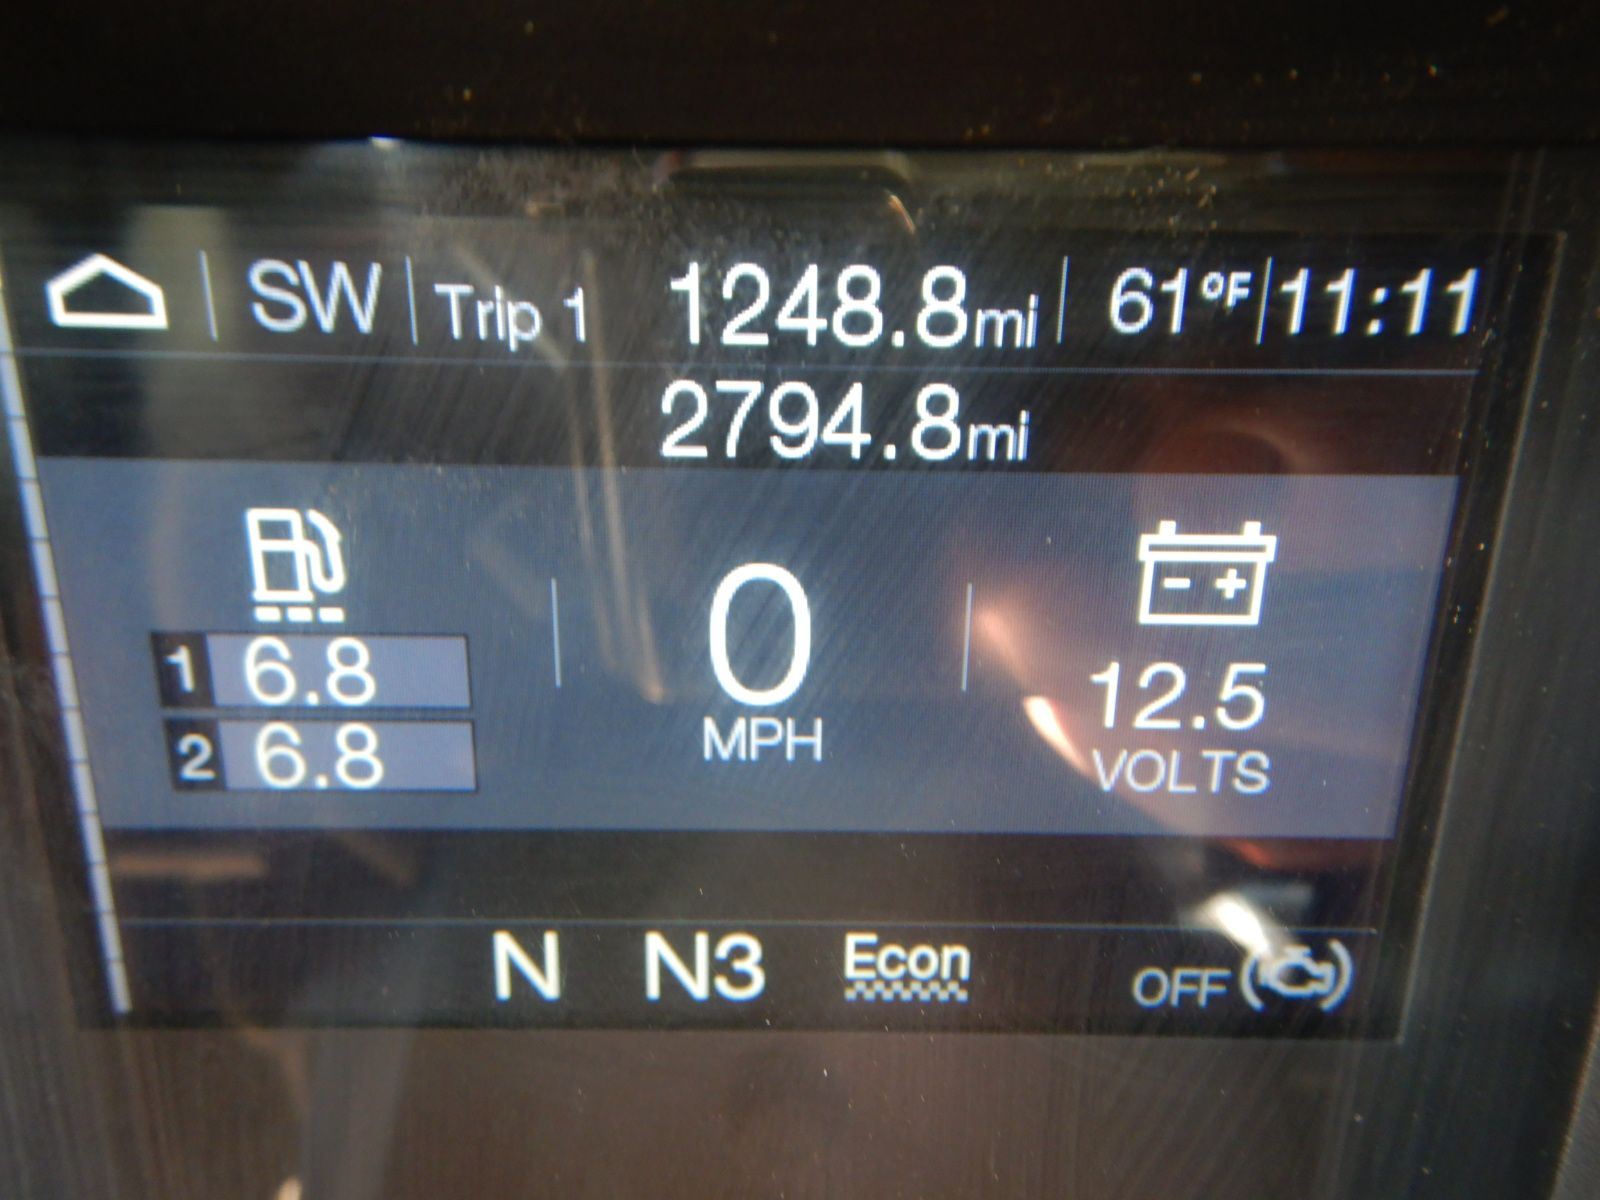 SW Trip 1 1248.8mi 61°F 11:11
2794.8mi
1 6.8
2 6.8
0
MPH
- +
12.5
VOLTS
N N3 Econ OFF